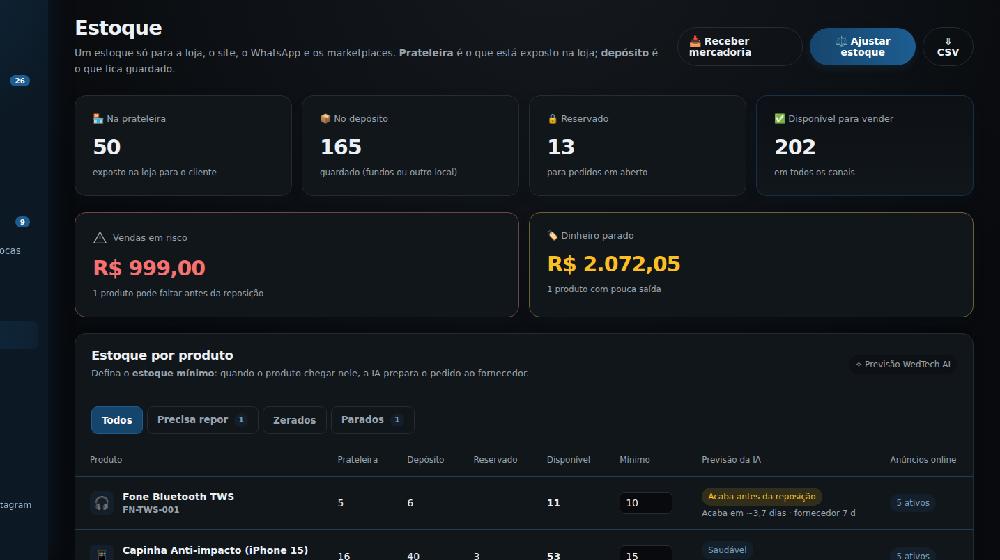 Estoque
Um estoque só para a loja, o site, o WhatsApp e os marketplaces. Prateleira é o que está exposto na loja; depósito é
o que fica guardado.
📥 Receber
mercadoria
⚖️ Ajustar
estoque
⇩
CSV
26
🏪 Na prateleira
50
exposto na loja para o cliente
📦 No depósito
165
guardado (fundos ou outro local)
🔒 Reservado
13
para pedidos em aberto
✅ Disponível para vender
202
em todos os canais
9
ocas
⚠ Vendas em risco
R$ 999,00
1 produto pode faltar antes da reposição
🏷️ Dinheiro parado
R$ 2.072,05
1 produto com pouca saída
Estoque por produto
Defina o estoque mínimo: quando o produto chegar nele, a IA prepara o pedido ao fornecedor.
✧ Previsão WedTech AI
Todos
Precisa repor 1
Zerados
Parados 1
Produto Prateleira Depósito Reservado Disponível Mínimo Previsão da IA Anúncios online
Fone Bluetooth TWS
FN-TWS-001
5 6 — 11 10
Acaba antes da reposição
Acaba em ~3,7 dias · fornecedor 7 d
5 ativos
tagram
Capinha Anti-impacto (iPhone 15)
16 40 3 53 15
Saudável
5 ativos